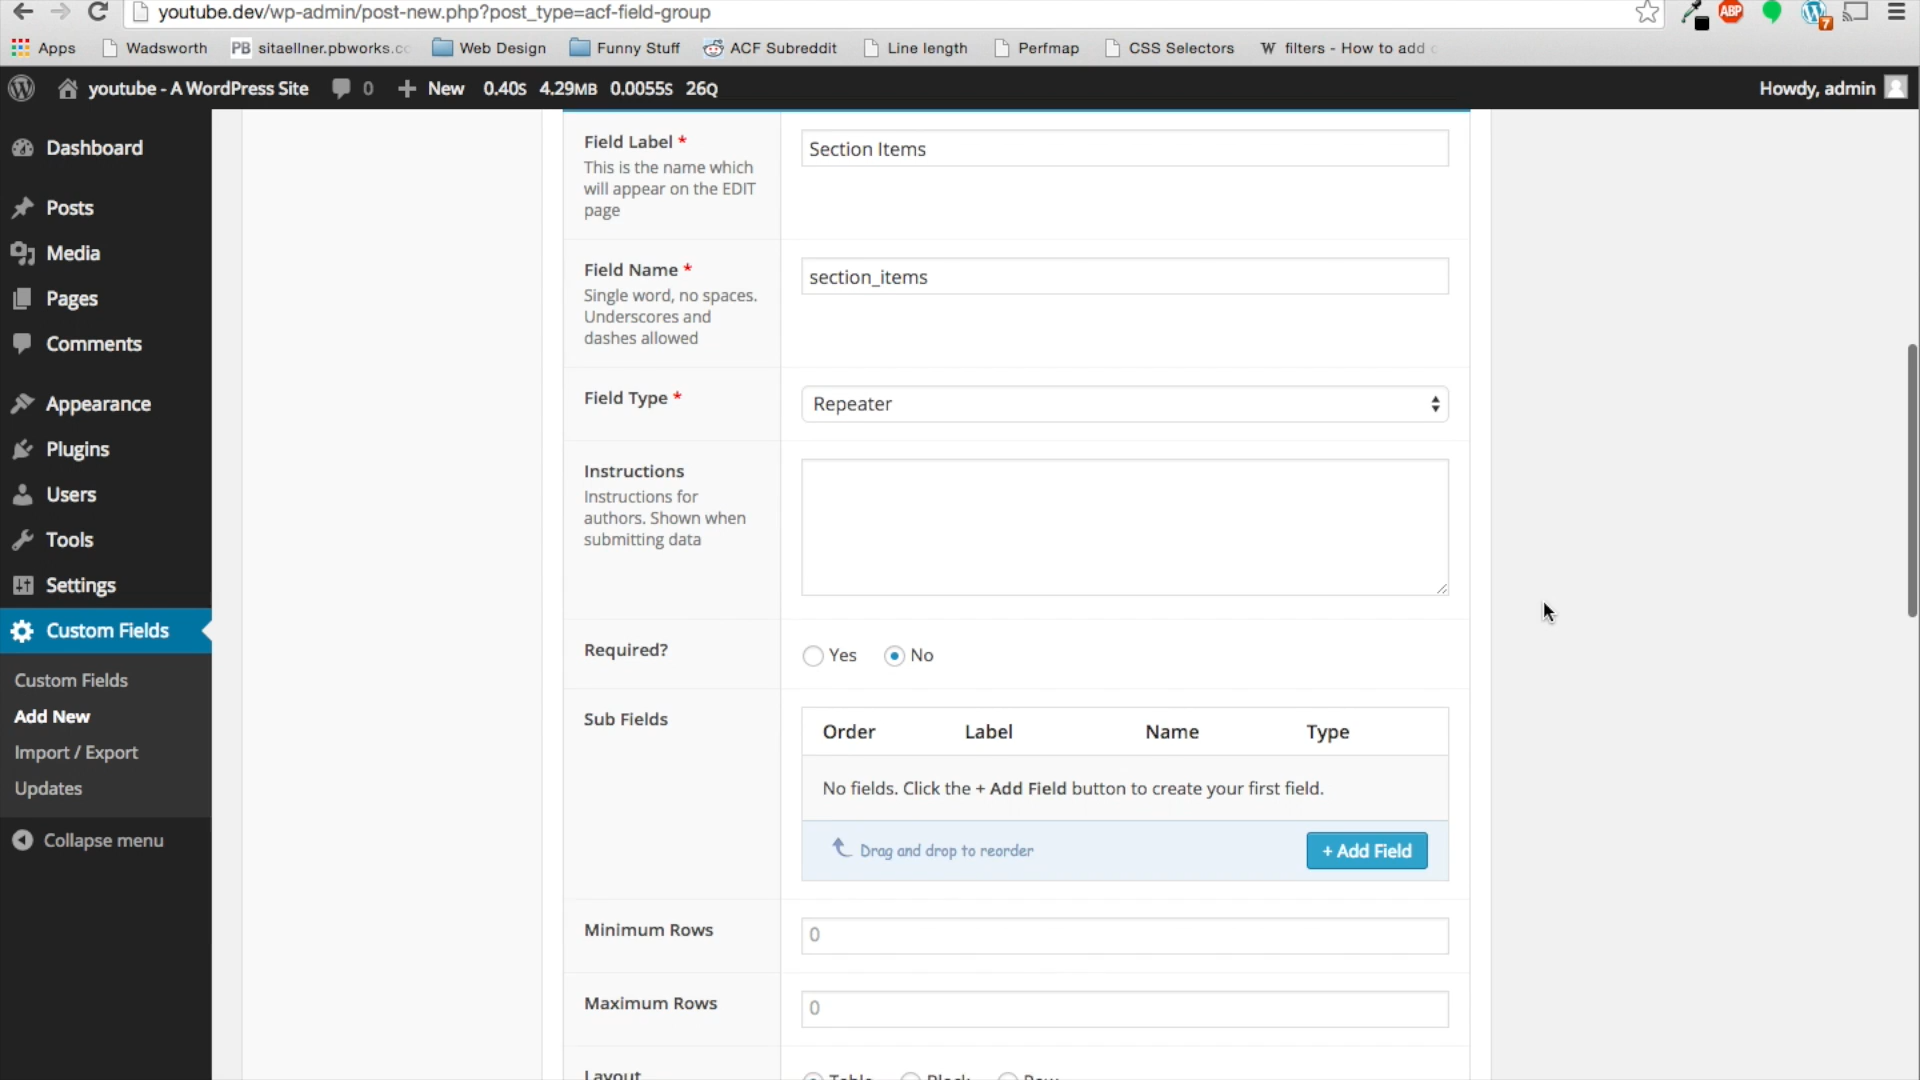 youtube.dev/wp-admin/post-new.php?post_type=acf-field-group
ABP
7
Apps
Wadsworth
PB sitaellner.pbworks.c
Web Design
Funny Stuff
ACF Subreddit
Line length
Perfmap
CSS Selectors
W filters - How to add
youtube - A WordPress Site
0
New
0.40s 4.29MB 0.0055s 26Q
Howdy, admin
Dashboard
Posts
Media
Pages
Comments
Appearance
Plugins
Users
Tools
Settings
Custom Fields
Custom Fields
Add New
Import / Export
Updates
Collapse menu
Field Label *
This is the name which
will appear on the EDIT
page
Section Items
Field Name *
Single word, no spaces.
Underscores and
dashes allowed
section_items
Field Type *
Repeater
Instructions
Instructions for
authors. Shown when
submitting data
Required?
Yes
No
Sub Fields
Order Label Name Type
No fields. Click the + Add Field button to create your first field.
Drag and drop to reorder
+ Add Field
Minimum Rows
0
Maximum Rows
0
Layout
Table Block Row